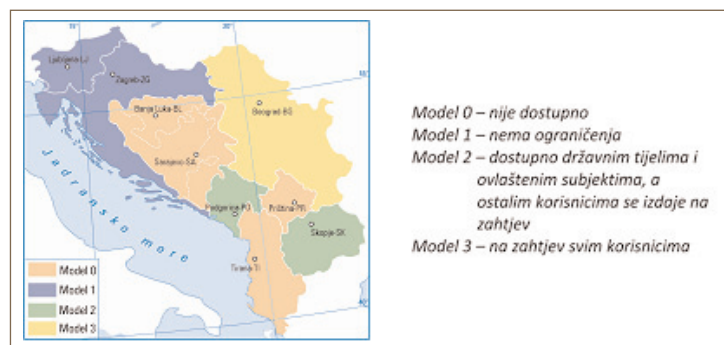 Ljubljana-LJ
Zagreb-ZG
Banja Luka-BL
Beograd-BG
Sarajevo-SA
Podgorica-PG
Priština-PR
Skopje-SK
Tirana-TI
Jadransko more
Model 0
Model 1
Model 2
Model 3
Model 0 – nije dostupno
Model 1 – nema ograničenja
Model 2 – dostupno državnim tijelima i
ovlaštenim subjektima, a
ostalim korisnicima se izdaje na
zahtjev
Model 3 – na zahtjev svim korisnicima